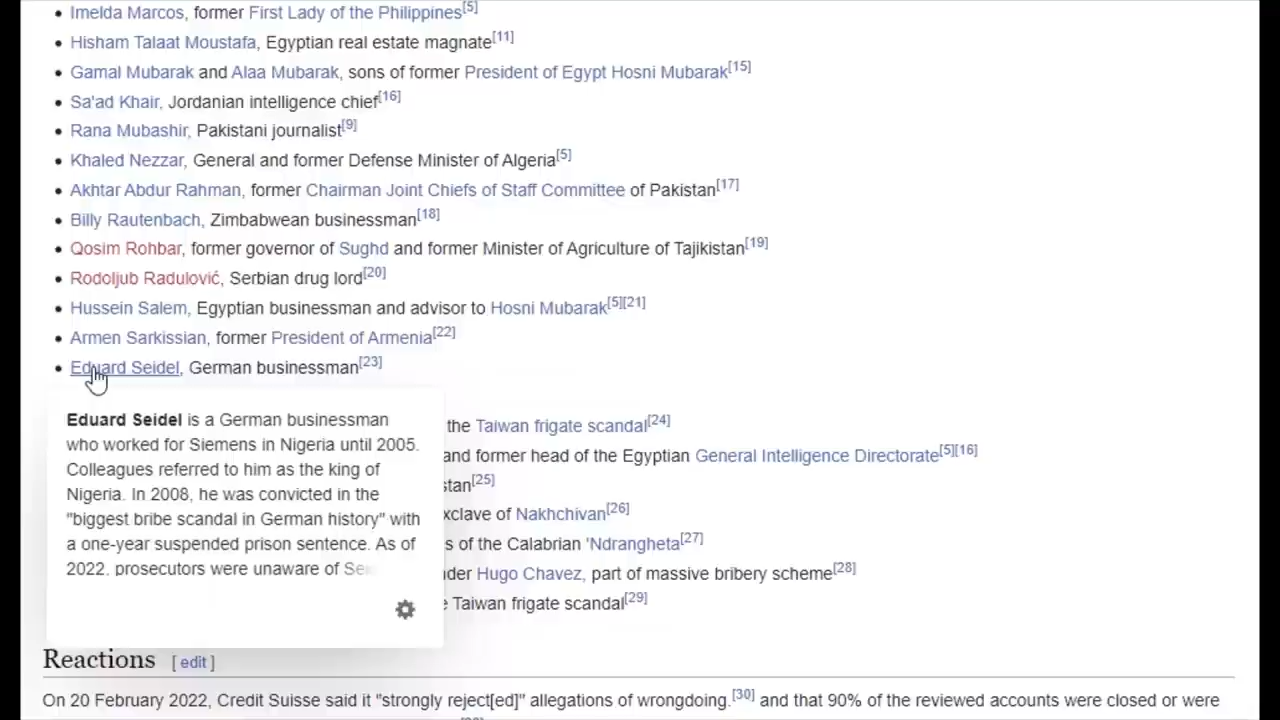 • Imelda Marcos, former First Lady of the Philippines[5]
• Hisham Talaat Moustafa, Egyptian real estate magnate[11]
• Gamal Mubarak and Alaa Mubarak, sons of former President of Egypt Hosni Mubarak[15]
• Sa'ad Khair, Jordanian intelligence chief[16]
• Rana Mubashir, Pakistani journalist[9]
• Khaled Nezzar, General and former Defense Minister of Algeria[5]
• Akhtar Abdur Rahman, former Chairman Joint Chiefs of Staff Committee of Pakistan[17]
• Billy Rautenbach, Zimbabwean businessman[18]
• Qosim Rohbar, former governor of Sughd and former Minister of Agriculture of Tajikistan[19]
• Rodoljub Radulović, Serbian drug lord[20]
• Hussein Salem, Egyptian businessman and advisor to Hosni Mubarak[5][21]
• Armen Sarkissian, former President of Armenia[22]
• Eduard Seidel, German businessman[23]
Eduard Seidel is a German businessman
who worked for Siemens in Nigeria until 2005.
Colleagues referred to him as the king of
Nigeria. In 2008, he was convicted in the
"biggest bribe scandal in German history" with
a one-year suspended prison sentence. As of
2022, prosecutors were unaware of
the Taiwan frigate scandal[24]
and former head of the Egyptian General Intelligence Directorate[5][16]
stan[25]
xclave of Nakhchivan[26]
s of the Calabrian 'Ndrangheta[27]
der Hugo Chavez, part of massive bribery scheme[28]
e Taiwan frigate scandal[29]
Reactions [ edit ]
On 20 February 2022, Credit Suisse said it "strongly reject[ed]" allegations of wrongdoing.[30] and that 90% of the reviewed accounts were closed or were